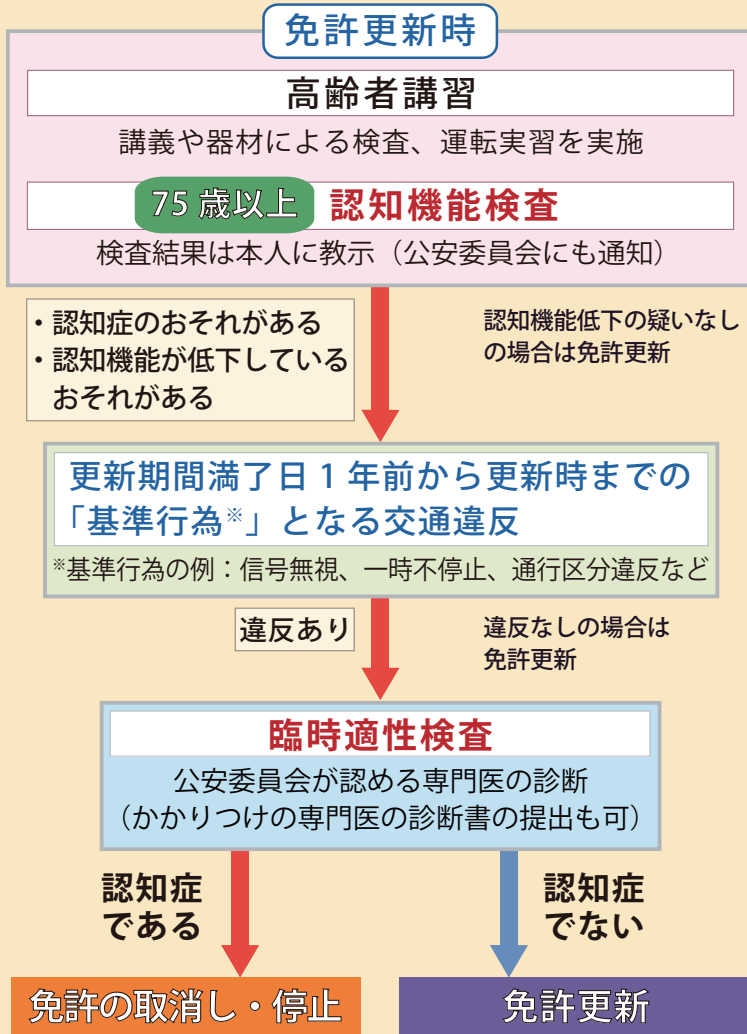 免許更新時
高齢者講習
講義や器材による検査、運転実習を実施
75 歳以上 認知機能検査
検査結果は本人に教示（公安委員会にも通知）
・認知症のおそれがある
・認知機能が低下している
おそれがある
認知機能低下の疑いなし
の場合は免許更新
更新期間満了日 1 年前から更新時までの
「基準行為※」となる交通違反
※基準行為の例：信号無視、一時不停止、通行区分違反など
違反あり
違反なしの場合は
免許更新
臨時適性検査
公安委員会が認める専門医の診断
（かかりつけの専門医の診断書の提出も可）
認知症
である
認知症
でない
免許の取消し・停止
免許更新